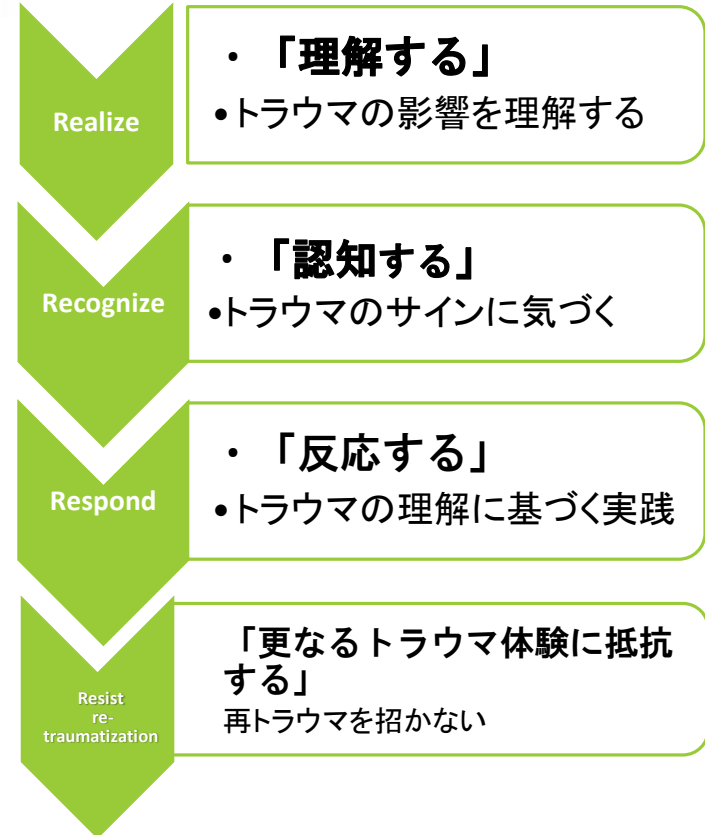 Realize
・「理解する」
•トラウマの影響を理解する
Recognize
・「認知する」
•トラウマのサインに気づく
Respond
・「反応する」
•トラウマの理解に基づく実践
Resist
re-
traumatization
「更なるトラウマ体験に抵抗
する」
再トラウマを招かない